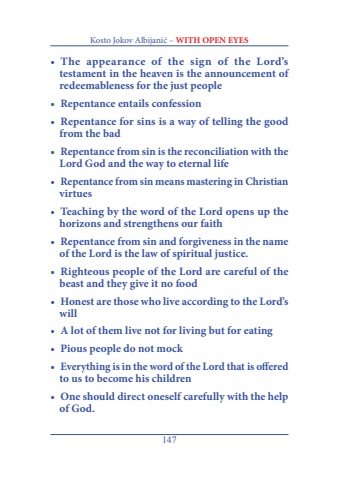 Kosto Jokov Albijanić – WITH OPEN EYES
• The appearance of the sign of the Lord's
testament in the heaven is the announcement of
redeemableness for the just people
• Repentance entails confession
• Repentance for sins is a way of telling the good
from the bad
• Repentance from sin is the reconciliation with the
Lord God and the way to eternal life
• Repentance from sin means mastering in Christian
virtues
• Teaching by the word of the Lord opens up the
horizons and strengthens our faith
• Repentance from sin and forgiveness in the name
of the Lord is the law of spiritual justice.
• Righteous people of the Lord are careful of the
beast and they give it no food
• Honest are those who live according to the Lord's
will
• A lot of them live not for living but for eating
• Pious people do not mock
• Everything is in the word of the Lord that is offered
to us to become his children
• One should direct oneself carefully with the help
of God.
147